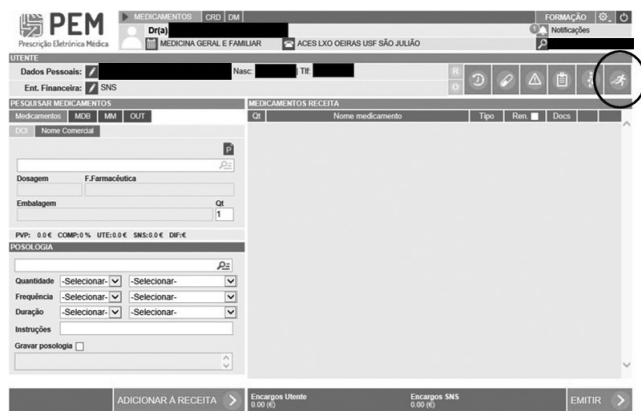 PEM
Prescrição Eletrónica Médica
MEDICAMENTOS CRD DM
FORMAÇÃO
Dr(a)
Notificações
MEDICINA GERAL E FAMILIAR ACES LXO OEIRAS USF SÃO JULIÃO
UTENTE
Dados Pessoais: Nasc: Tlf:
Ent. Financeira: SNS
R
O
PESQUISAR MEDICAMENTOS
Medicamentos MDB MM OUT
DCI Nome Comercial
P
Dosagem F.Farmacêutica
Embalagem Qt
1
PVP: 0.0 € COMP:0 % UTE:0.0 € SNS:0.0 € DIF:€
POSOLOGIA
Quantidade -Selecionar- -Selecionar-
Frequência -Selecionar- -Selecionar-
Duração -Selecionar- -Selecionar-
Instruções
Gravar posologia
ADICIONAR À RECEITA
MEDICAMENTOS RECEITA
Qt Nome medicamento Tipo Ren. Docs
Encargos Utente Encargos SNS
0.00 (€) 0.00 (€)
EMITIR